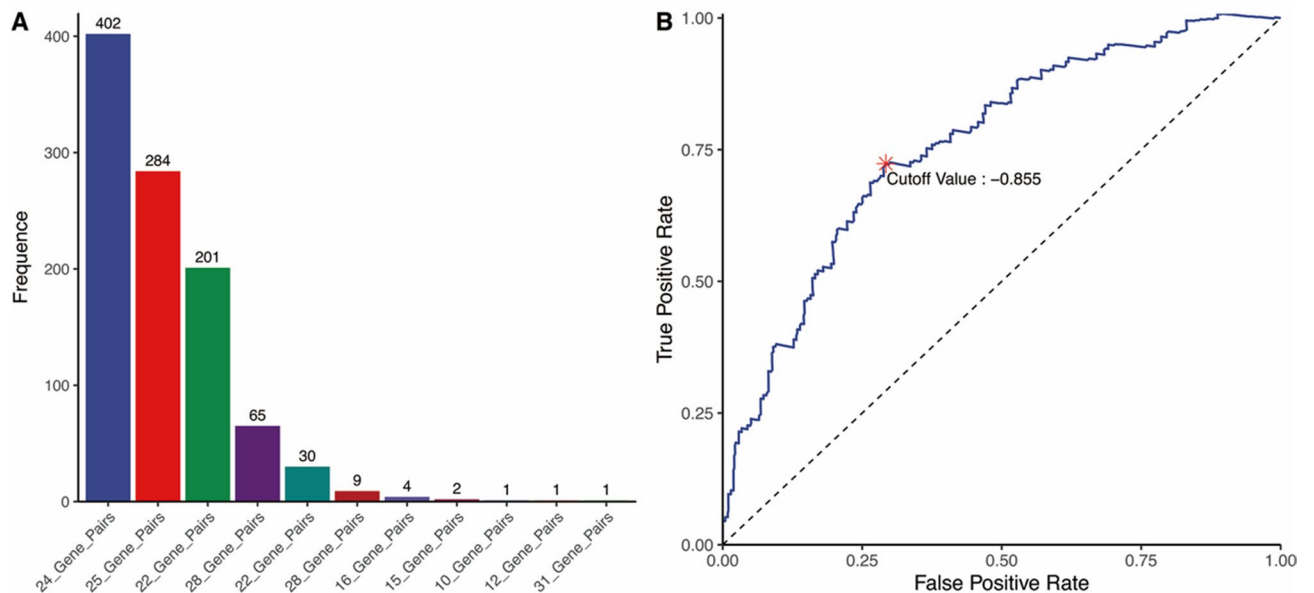 A
402
284
201
65
30
9
4
2
1
1
1
400
300
200
100
0
Frequence
24_Gene_Pairs
25_Gene_Pairs
22_Gene_Pairs
28_Gene_Pairs
22_Gene_Pairs
28_Gene_Pairs
16_Gene_Pairs
15_Gene_Pairs
10_Gene_Pairs
12_Gene_Pairs
31_Gene_Pairs
B
1.00
0.75
0.50
0.25
0.00
True Positive Rate
Cutoff Value : −0.855
0.00
0.25
0.50
0.75
1.00
False Positive Rate